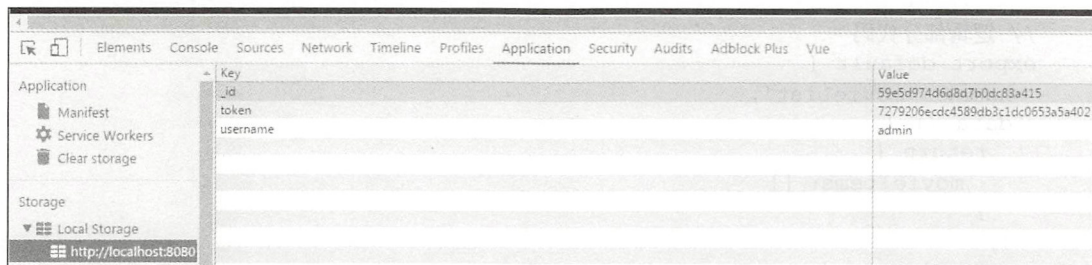 Elements Console Sources Network Timeline Profiles Application Security Audits Adblock Plus Vue
Application
Manifest
Service Workers
Clear storage
Storage
Local Storage
http://localhost:8080
Key Value
_id 59e5d974d6d8d7b0dc83a415
token 7279206ecdc4589db3c1dc0653a5a402
username admin